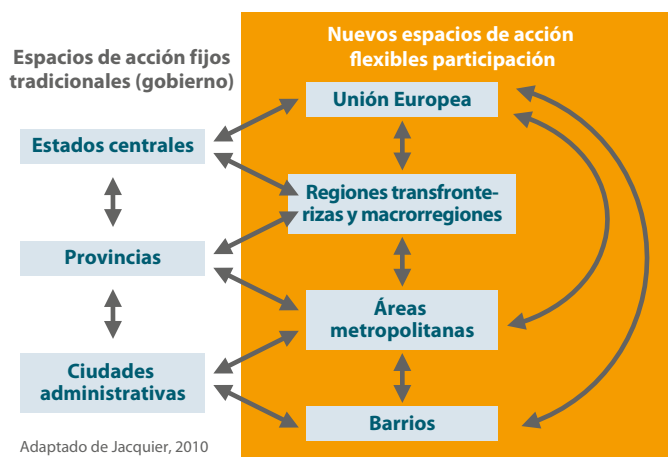 Espacios de acción fijos
tradicionales (gobierno)
Estados centrales
Provincias
Ciudades
administrativas
Adaptado de Jacquier, 2010
Nuevos espacios de acción
flexibles participación
Unión Europea
Regiones transfronte-
rizas y macrorregiones
Áreas
metropolitanas
Barrios